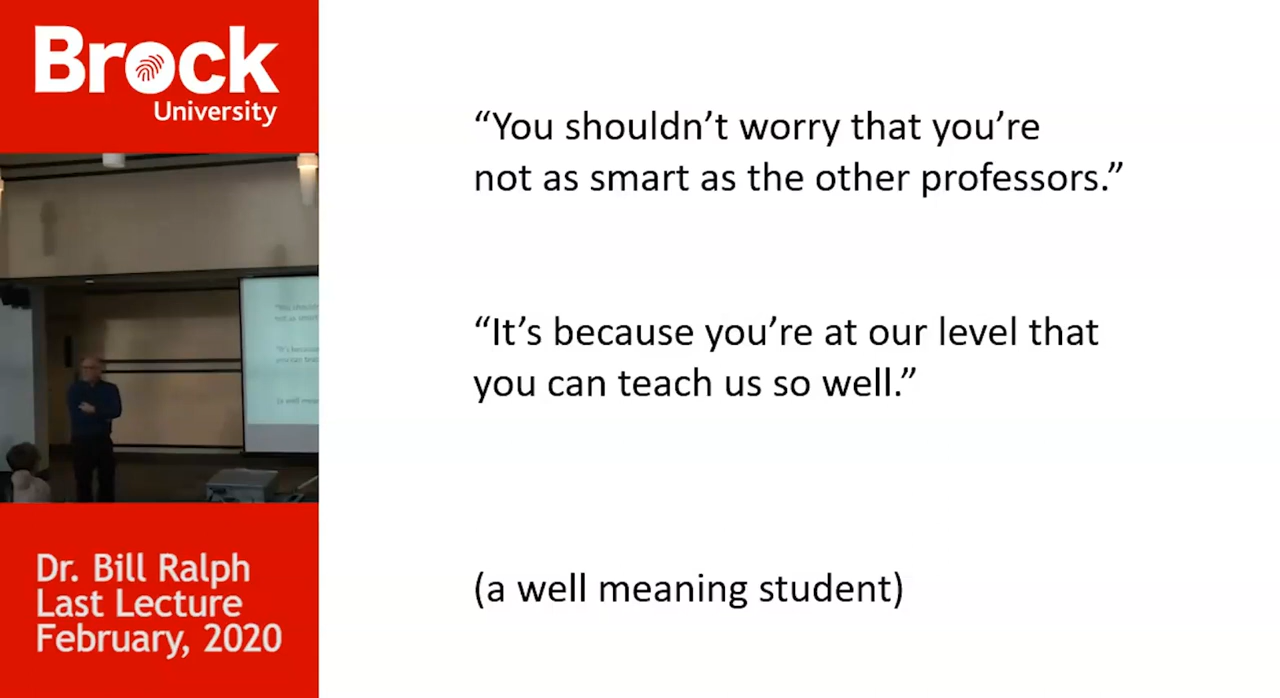 Brock
University
“You shouldn’t worry that you’re
not as smart as the other professors.”
“It’s because you’re at our level that
you can teach us so well.”
(a well meaning student)
Dr. Bill Ralph
Last Lecture
February, 2020